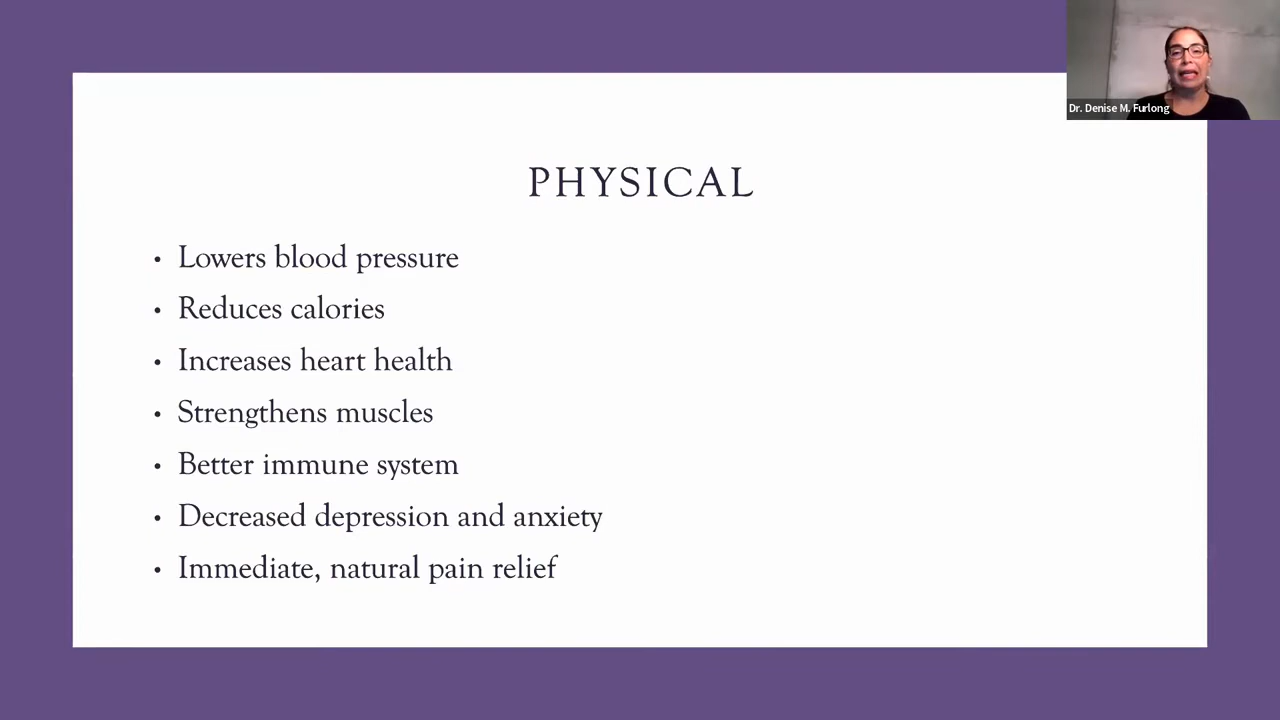 Dr. Denise M. Furlong
PHYSICAL
• Lowers blood pressure
• Reduces calories
• Increases heart health
• Strengthens muscles
• Better immune system
• Decreased depression and anxiety
• Immediate, natural pain relief